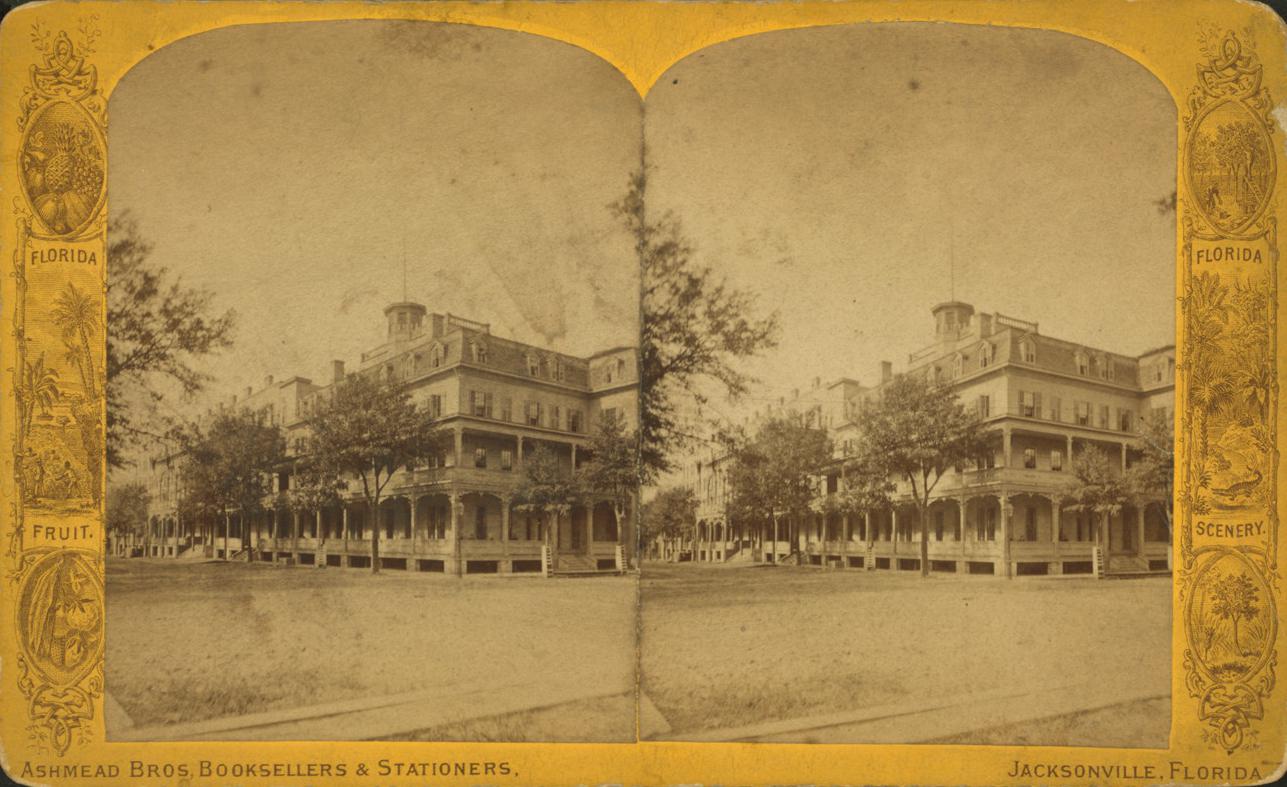 FLORIDA
FRUIT.
FLORIDA
SCENERY.
ASHMEAD BROS, BOOKSELLERS & STATIONERS,
JACKSONVILLE, FLORIDA